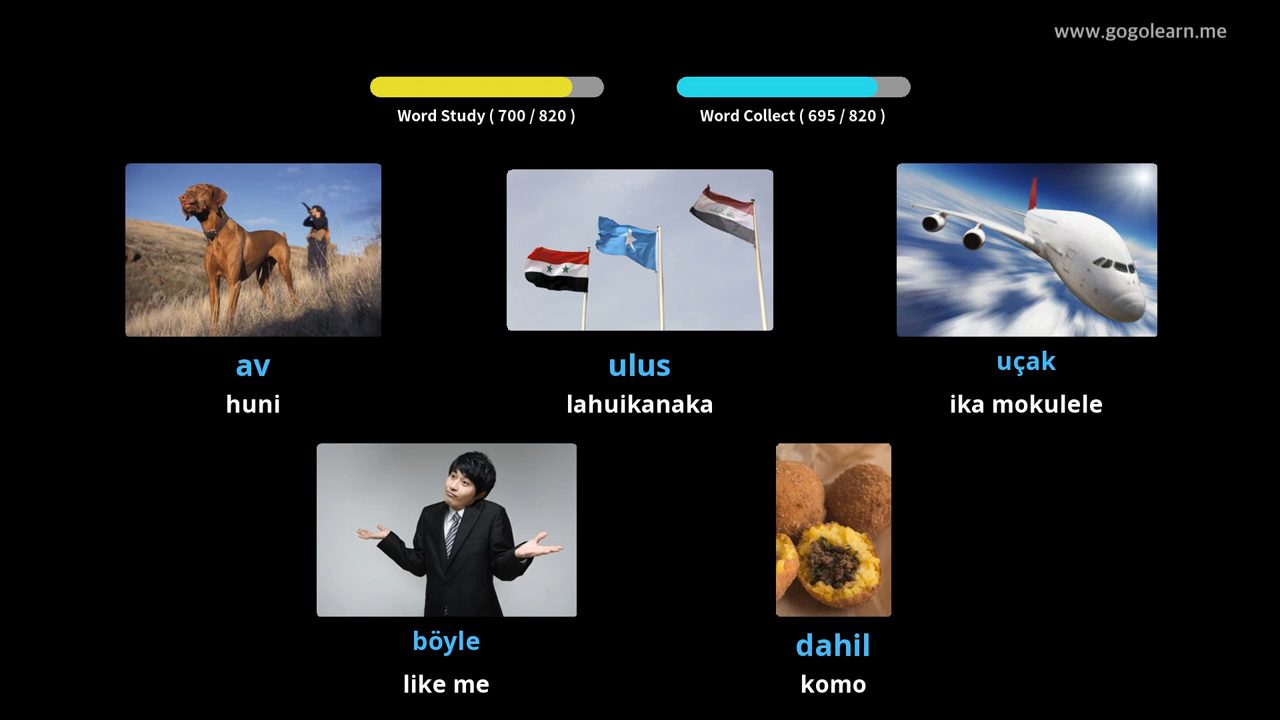 www.gogolearn.me
Word Study ( 700 / 820 )
Word Collect ( 695 / 820 )
av
huni
ulus
lahuikanaka
uçak
ika mokulele
böyle
like me
dahil
komo